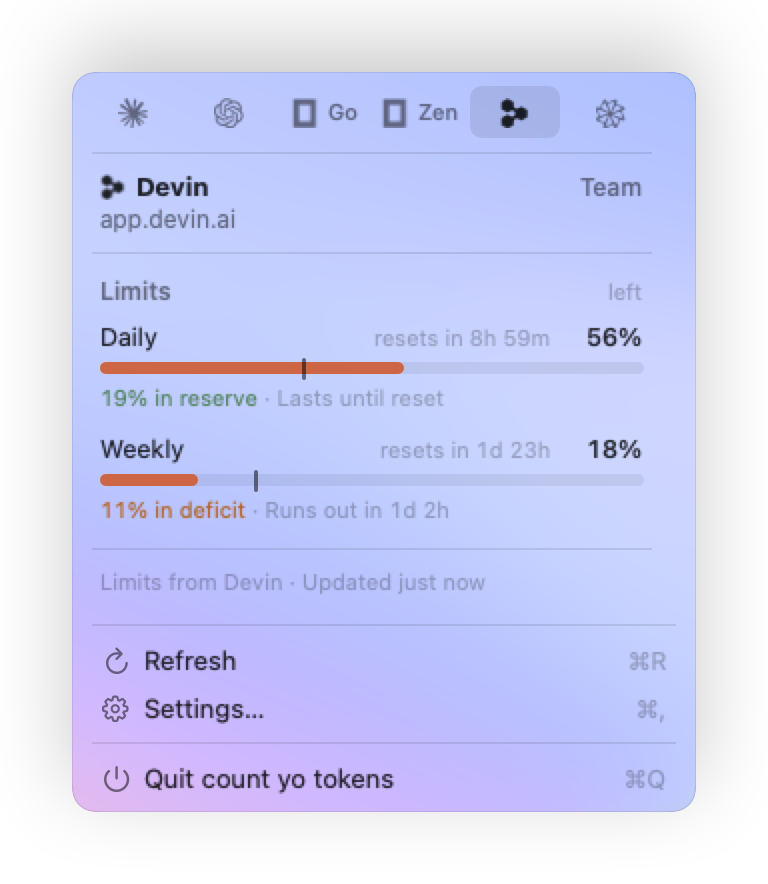 Go Zen
Devin Team
app.devin.ai
Limits left
Daily resets in 8h 59m 56%
19% in reserve · Lasts until reset
Weekly resets in 1d 23h 18%
11% in deficit · Runs out in 1d 2h
Limits from Devin · Updated just now
Refresh ⌘R
Settings... ⌘,
Quit count yo tokens ⌘Q